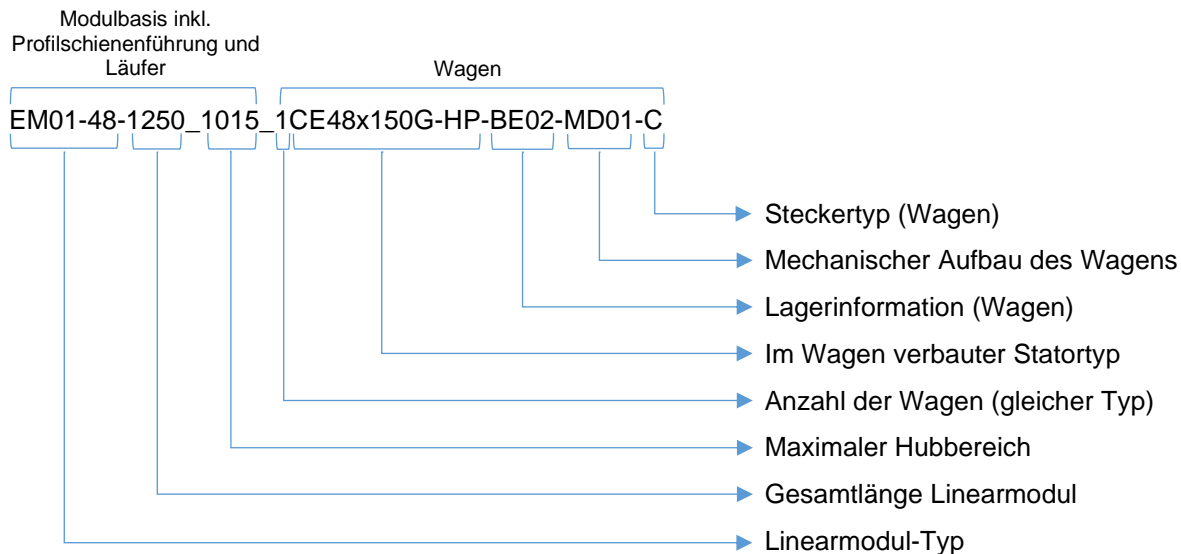 Modulbasis inkl.
Profilschienenführung und
Läufer
Wagen
EM01-48-1250_1015_1CE48x150G-HP-BE02-MD01-C
Steckertyp (Wagen)
Mechanischer Aufbau des Wagens
Lagerinformation (Wagen)
Im Wagen verbauter Statortyp
Anzahl der Wagen (gleicher Typ)
Maximaler Hubbereich
Gesamtlänge Linearmodul
Linearmodul-Typ